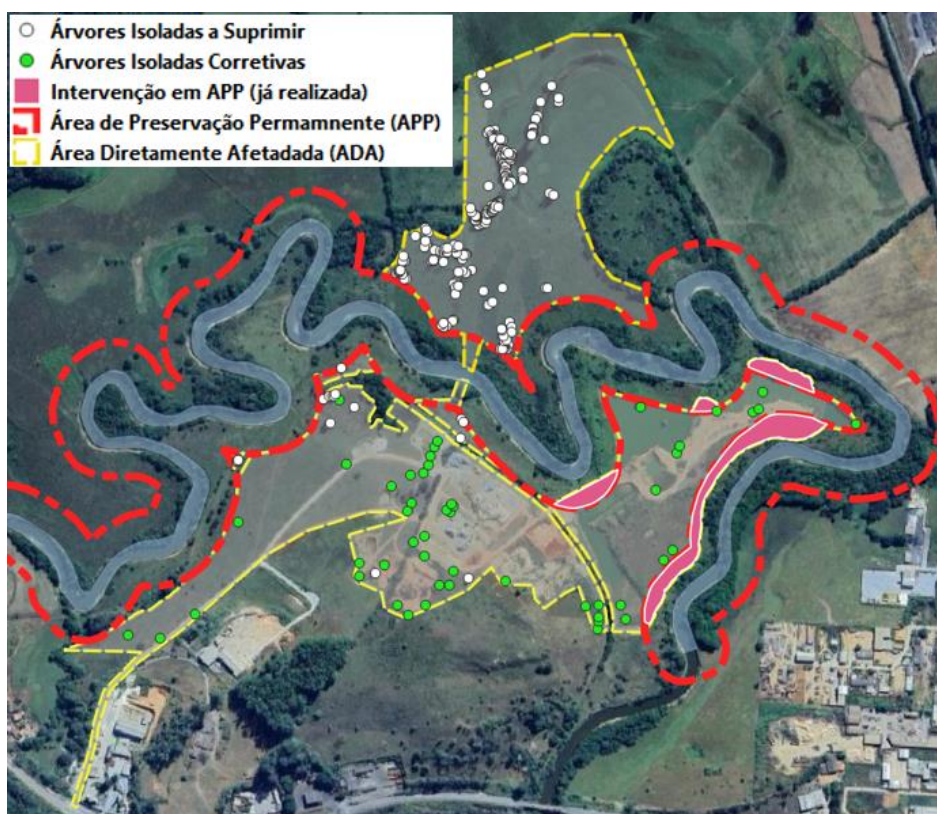 Árvores Isoladas a Suprimir
Árvores Isoladas Corretivas
Intervenção em APP (já realizada)
Área de Preservação Permamnente (APP)
Área Diretamente Afetadada (ADA)